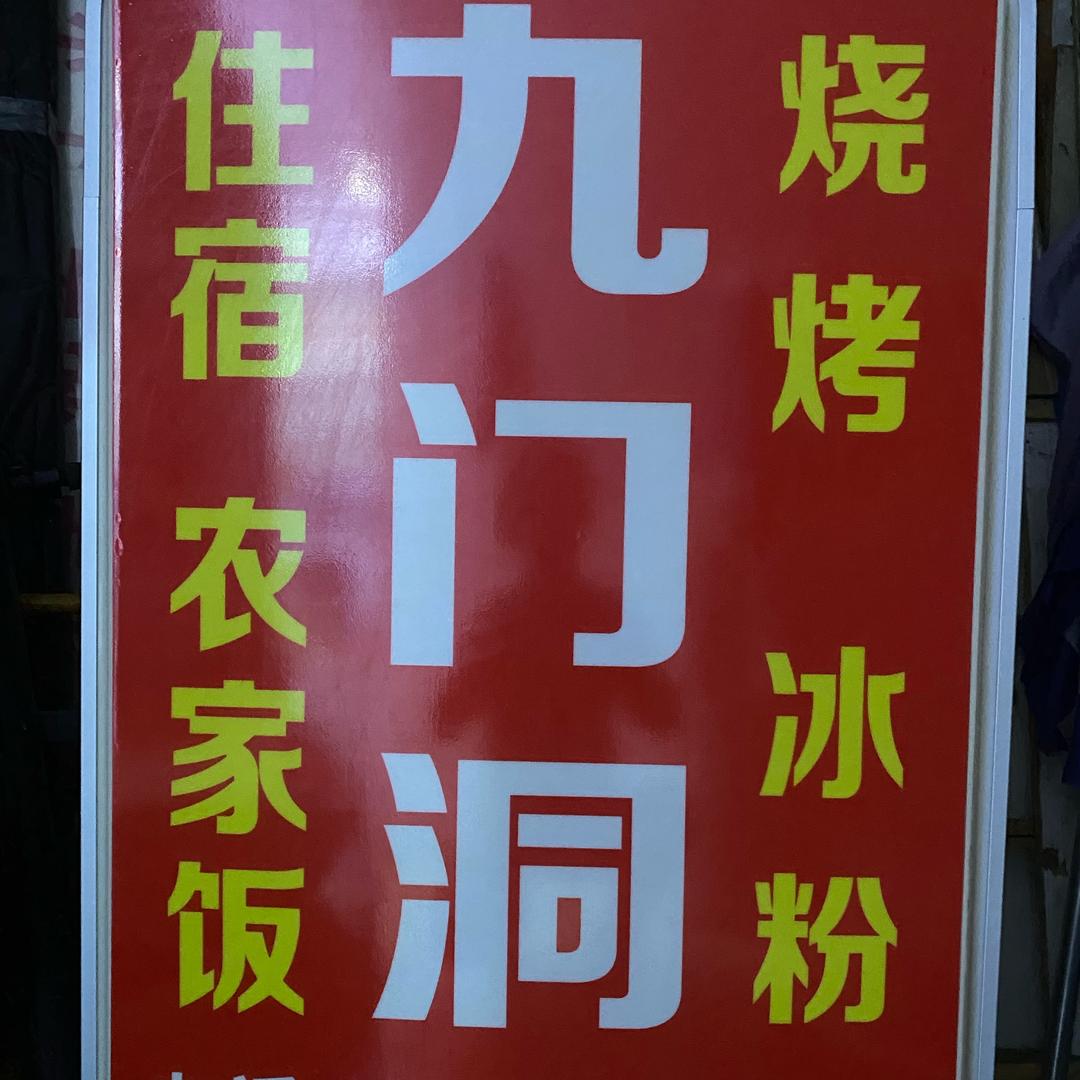 九门洞
住宿 农家饭
烧烤 冰粉